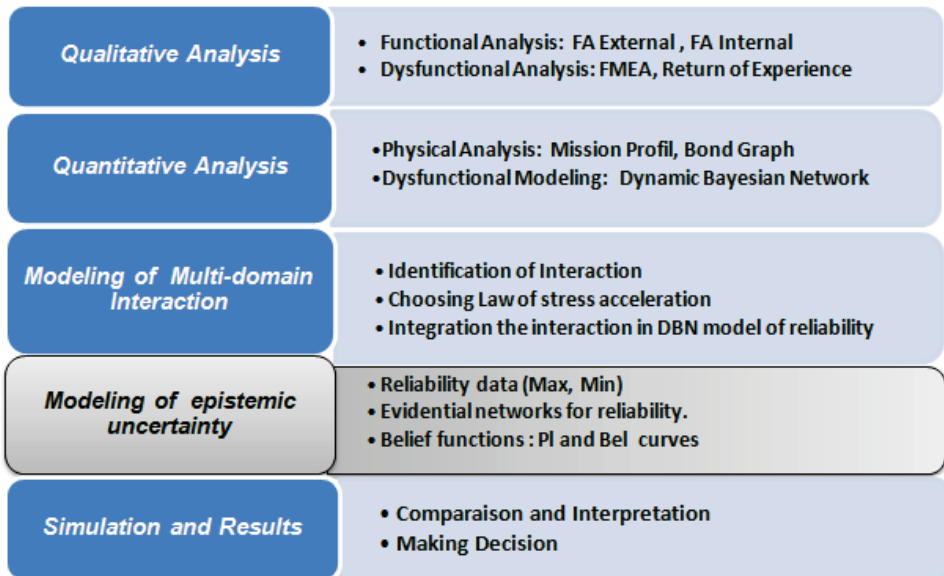 Qualitative Analysis
• Functional Analysis: FA External , FA Internal
• Dysfunctional Analysis: FMEA, Return of Experience
Quantitative Analysis
•Physical Analysis: Mission Profil, Bond Graph
•Dysfunctional Modeling: Dynamic Bayesian Network
Modeling of Multi-domain
Interaction
• Identification of Interaction
• Choosing Law of stress acceleration
• Integration the interaction in DBN model of reliability
Modeling of epistemic
uncertainty
• Reliability data (Max, Min)
• Evidential networks for reliability.
• Belief functions : Pl and Bel curves
Simulation and Results
• Comparaison and Interpretation
• Making Decision